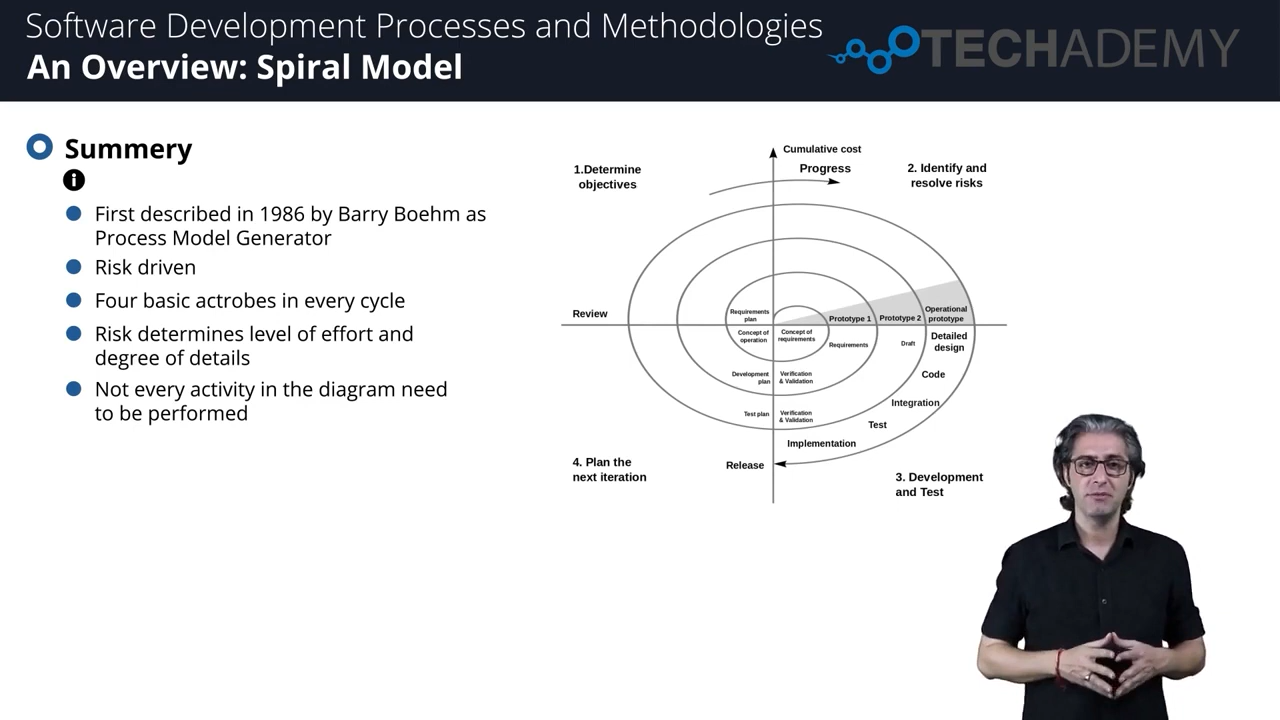 Software Development Processes and Methodologies
An Overview: Spiral Model
TECHADEMY
Summery
i
First described in 1986 by Barry Boehm as
Process Model Generator
Risk driven
Four basic actrobes in every cycle
Risk determines level of effort and
degree of details
Not every activity in the diagram need
to be performed
Cumulative cost
Progress
1.Determine
objectives
2. Identify and
resolve risks
Review
Requirements
plan
Concept of
operation
Concept of
requirements
Prototype 1
Prototype 2
Operational
prototype
Requirements
Draft
Detailed
design
Development
plan
Verification
& Validation
Code
Test plan
Verification
& Validation
Integration
Test
Implementation
Release
4. Plan the
next iteration
3. Development
and Test